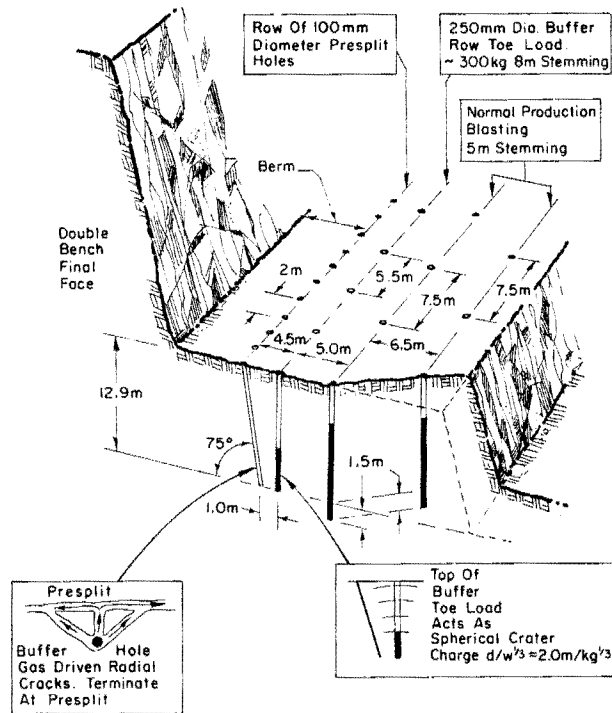 Row Of 100mm
Diameter Presplit
Holes
250mm Dia. Buffer
Row Toe Load.
~ 300kg 8m Stemming
Normal Production
Blasting
5m Stemming
Berm
Double
Bench
Final
Face
2m
5.5m
7.5m
7.5m
4.5m
5.0m
6.5m
12.9m
75°
1.5m
1.0m
Presplit
Buffer Hole
Gas Driven Radial
Cracks. Terminate
At Presplit
Top Of
Buffer
Toe Load
Acts As
Spherical Crater
Charge d/w⅓ ≈ 2.0m/kg⅓